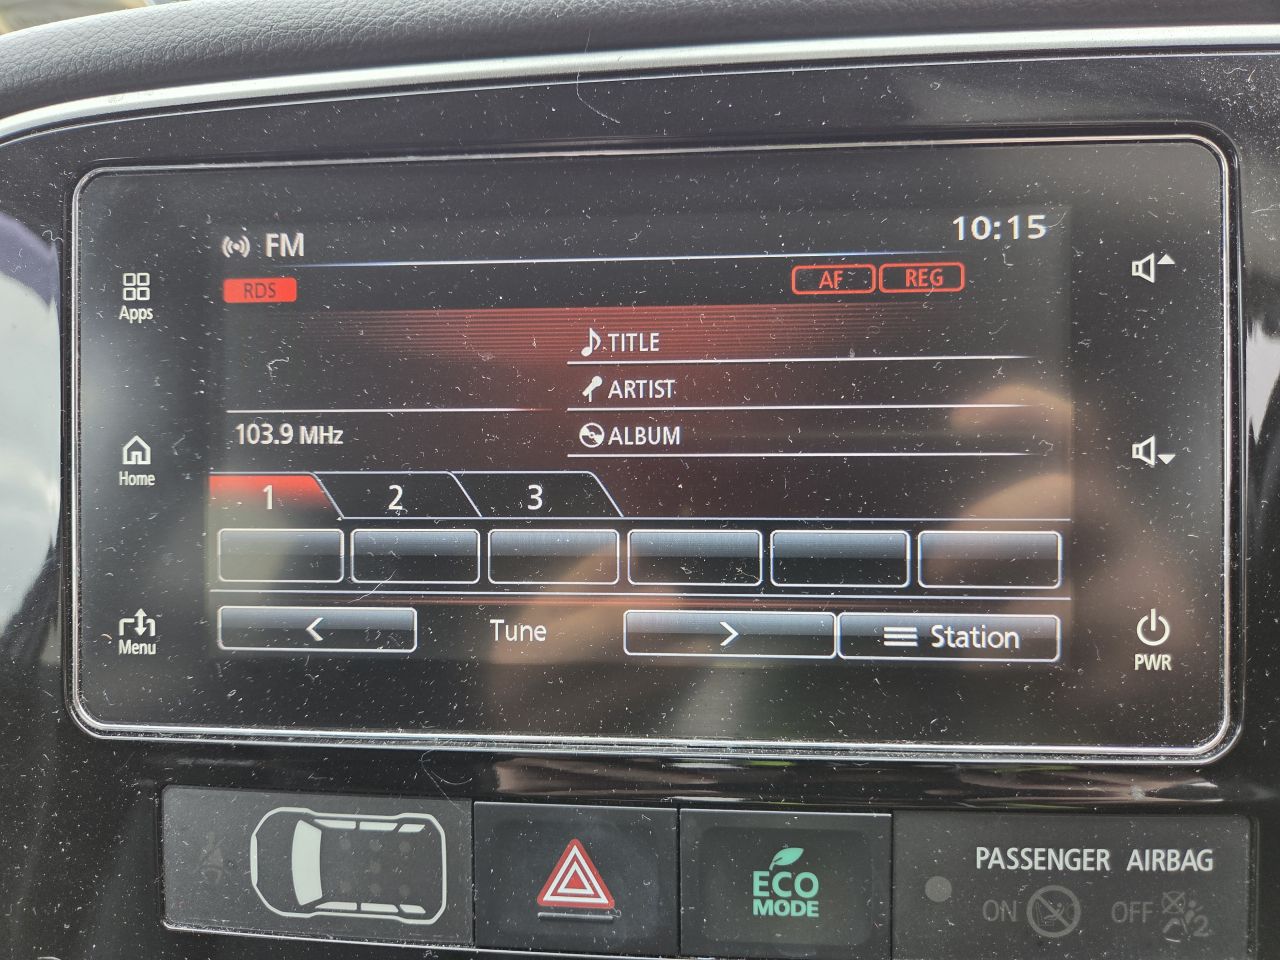 FM
10:15
RDS
AF
REG
Apps
TITLE
ARTIST
103.9 MHz
ALBUM
Home
1
2
3
<
Tune
>
Station
Menu
PWR
PASSENGER AIRBAG
ECO
MODE
ON
OFF
2